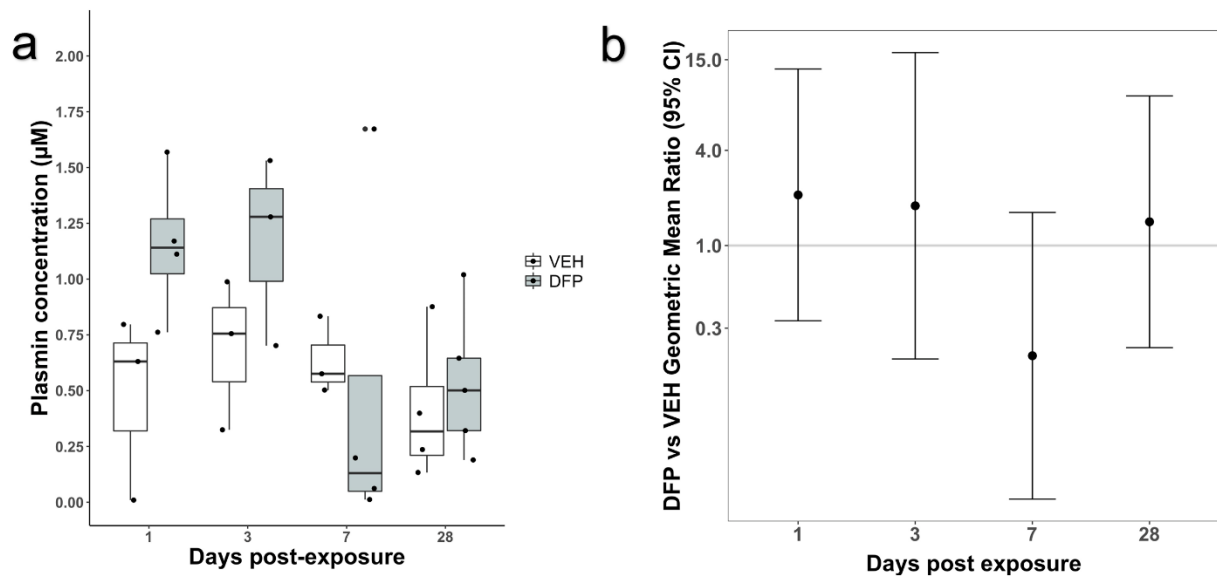 a
Plasmin concentration (μM)
2.00
1.75
1.50
1.25
1.00
0.75
0.50
0.25
0.00
1 3 7 28
Days post-exposure
VEH
DFP
b
DFP vs VEH Geometric Mean Ratio (95% CI)
15.0
4.0
1.0
0.3
1 3 7 28
Days post exposure